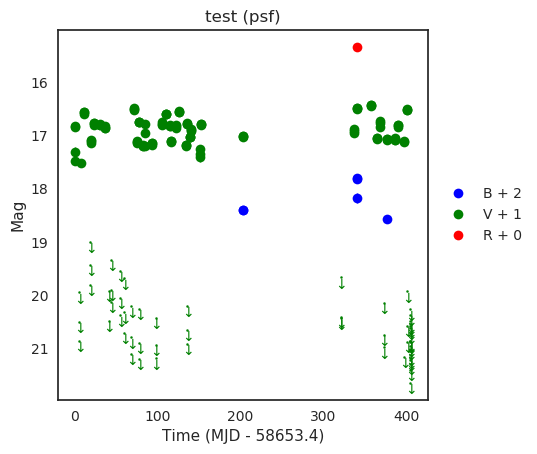 test (psf)
16
17
18
19
20
21
Mag
0
100
200
300
400
Time (MJD - 58653.4)
B + 2
V + 1
R + 0